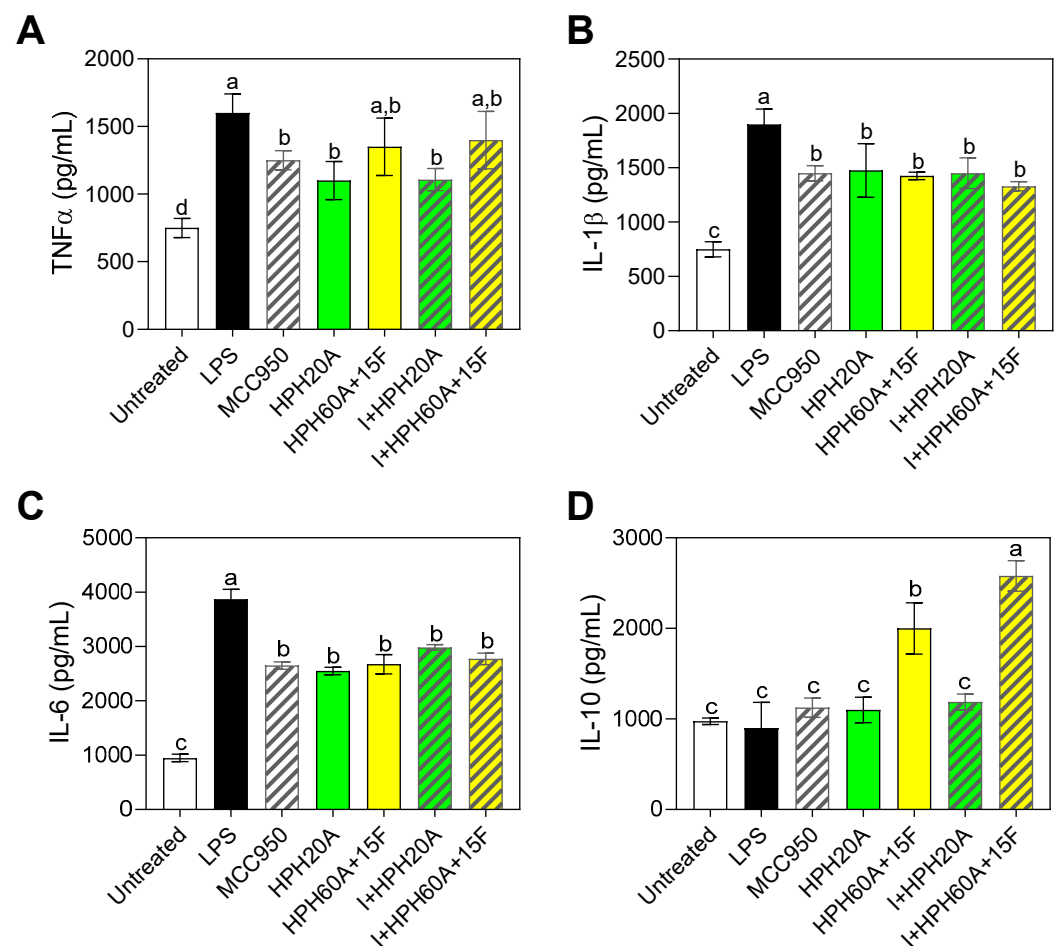 A
TNFα (pg/mL)
2000
1500
1000
500
0
d
a
b
b
a,b
b
a,b
Untreated
LPS
MCC950
HPH20A
HPH60A+15F
I+HPH20A
I+HPH60A+15F
B
IL-1β (pg/mL)
2500
2000
1500
1000
500
0
c
a
b
b
b
b
b
Untreated
LPS
MCC950
HPH20A
HPH60A+15F
I+HPH20A
I+HPH60A+15F
C
IL-6 (pg/mL)
5000
4000
3000
2000
1000
0
c
a
b
b
b
b
b
Untreated
LPS
MCC950
HPH20A
HPH60A+15F
I+HPH20A
I+HPH60A+15F
D
IL-10 (pg/mL)
3000
2000
1000
0
c
c
c
c
b
c
a
Untreated
LPS
MCC950
HPH20A
HPH60A+15F
I+HPH20A
I+HPH60A+15F